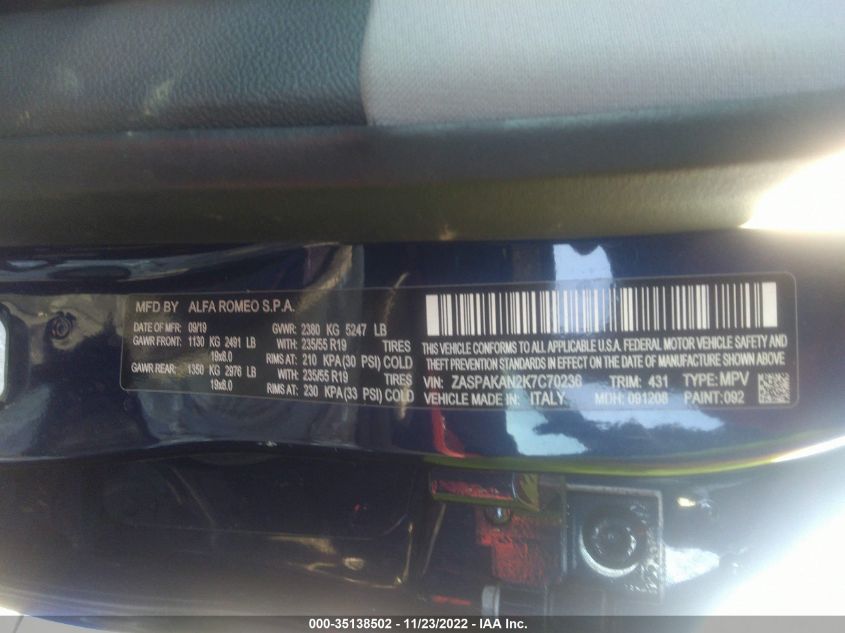 MFD BY ALFA ROMEO S.P.A.
DATE OF MFR: 09/19 GVWR: 2380 KG 5247 LB
GAWR FRONT: 1130 KG 2491 LB WITH: 235/55 R19 TIRES
19x8.0 RIMS AT: 210 KPA(30 PSI) COLD
GAWR REAR: 1350 KG 2976 LB WITH: 235/55 R19 TIRES
19x8.0 RIMS AT: 230 KPA(33 PSI) COLD
THIS VEHICLE CONFORMS TO ALL APPLICABLE U.S.A. FEDERAL MOTOR VEHICLE SAFETY AND
THEFT PREVENTION STANDARDS IN EFFECT ON THE DATE OF MANUFACTURE SHOWN ABOVE.
VIN: ZASPAKAN2K7C70236 TRIM: 431 TYPE: MPV
VEHICLE MADE IN: ITALY MDH: 091208 PAINT: 092
000-35138502 - 11/23/2022 - IAA Inc.